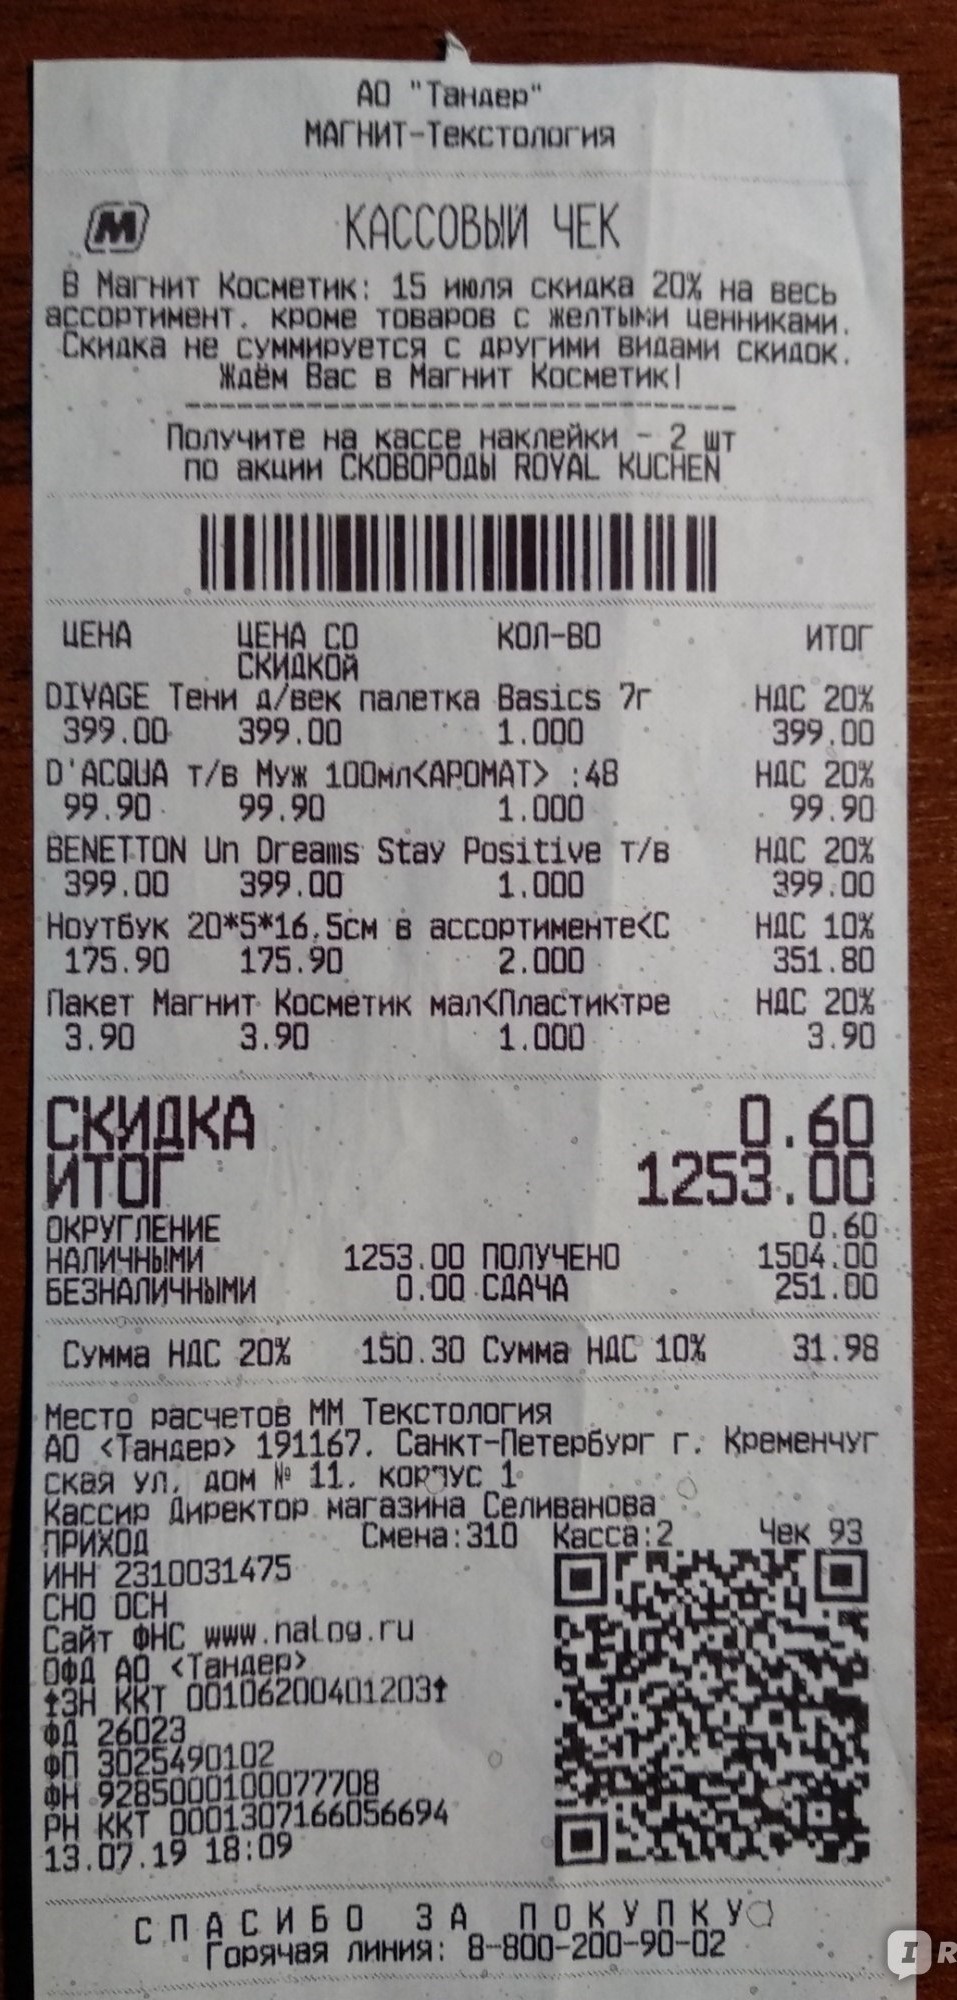 АО "Тандер"
МАГНИТ-Текстология
М КАССОВЫЙ ЧЕК
В Магнит Косметик: 15 июля скидка 20% на весь
ассортимент. кроме товаров с желтыми ценниками.
Скидка не суммируется с другими видами скидок.
Ждём Вас в Магнит Косметик!
Получите на кассе наклейки - 2 шт
по акции СКОВОРОДЫ ROYAL KUCHEN
ЦЕНА ЦЕНА СО КОЛ-ВО ИТОГ
СКИДКОЙ
DIVAGE Тени д/век палетка Basics 7г НДС 20%
399.00 399.00 1.000 399.00
D'ACQUA т/в Муж 100мл<АРОМАТ> :48 НДС 20%
99.90 99.90 1.000 99.90
BENETTON Un Dreams Stay Positive т/в НДС 20%
399.00 399.00 1.000 399.00
Ноутбук 20*5*16.5см в ассортименте<С НДС 10%
175.90 175.90 2.000 351.80
Пакет Магнит Косметик мал<Пластиктре НДС 20%
3.90 3.90 1.000 3.90
СКИДКА 0.60
ИТОГ 1253.00
ОКРУГЛЕНИЕ 0.60
НАЛИЧНЫМИ 1253.00 ПОЛУЧЕНО 1504.00
БЕЗНАЛИЧНЫМИ 0.00 СДАЧА 251.00
Сумма НДС 20% 150.30 Сумма НДС 10% 31.98
Место расчетов ММ Текстология
АО <Тандер> 191167. Санкт-Петербург г. Кременчуг
ская ул. дом № 11. корпус 1
Кассир Директор магазина Селиванова
ПРИХОД Смена:310 Касса:2 Чек 93
ИНН 2310031475
СНО ОСН
Сайт ФНС www.nalog.ru
ОФД АО <Тандер>
↑ЗН ККТ 00106200401203↑
ФД 26023
ФП 3025490102
ФН 9285000100077708
РН ККТ 0001307166056694
13.07.19 18:09
СПАСИБО ЗА ПОКУПКУ
Горячая линия: 8-800-200-90-02
I R